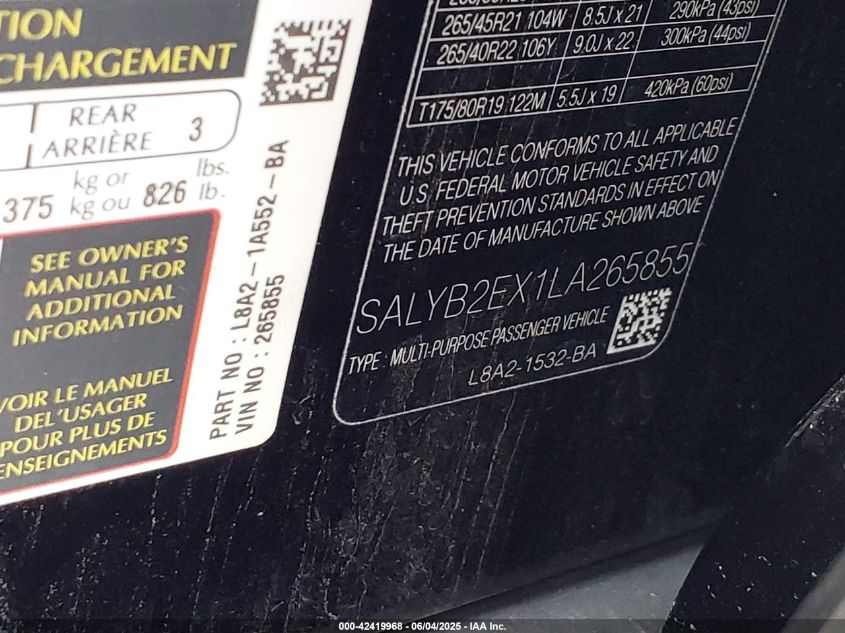 TION
CHARGEMENT
REAR
ARRIÈRE 3
375 kg or 826 lbs.
kg ou lb.
SEE OWNER'S
MANUAL FOR
ADDITIONAL
INFORMATION
VOIR LE MANUEL
DEL'USAGER
POUR PLUS DE
ENSEIGNEMENTS
PART NO : L8A2-1A552-BA
VIN NO : 265855
265/45R21 104W 8.5J x 21 290kPa (43psi)
265/40R22 106Y 9.0J x 22 300kPa (44psi)
T175/80R19 122M 5.5J x 19 420kPa (60psi)
THIS VEHICLE CONFORMS TO ALL APPLICABLE
U.S. FEDERAL MOTOR VEHICLE SAFETY AND
THEFT PREVENTION STANDARDS IN EFFECT ON
THE DATE OF MANUFACTURE SHOWN ABOVE
SALYB2EX1LA265855
TYPE : MULTI-PURPOSE PASSENGER VEHICLE
L8A2-1532-BA
000-42419968 - 06/04/2025 - IAA Inc.